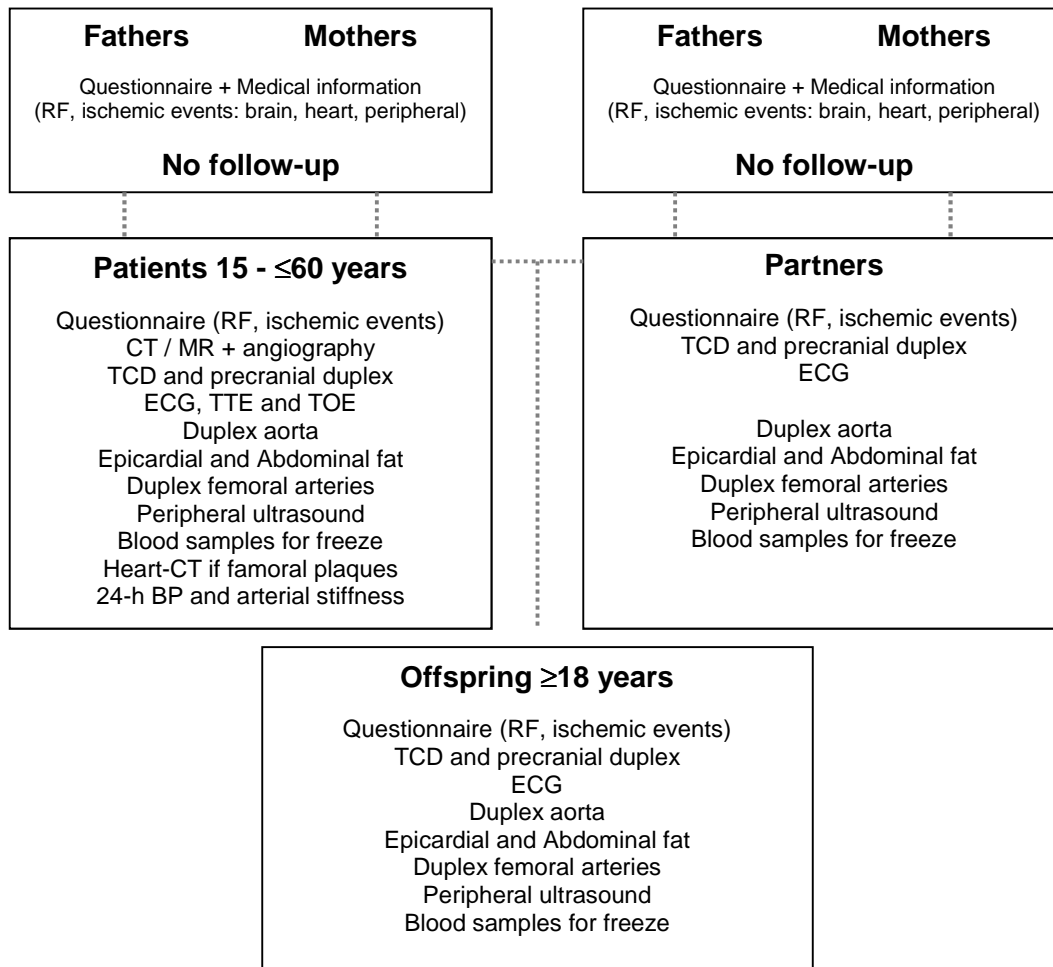 Fathers Mothers
Questionnaire + Medical information
(RF, ischemic events: brain, heart, peripheral)
No follow-up
Fathers Mothers
Questionnaire + Medical information
(RF, ischemic events: brain, heart, peripheral)
No follow-up
Patients 15 - ≤60 years
Questionnaire (RF, ischemic events)
CT / MR + angiography
TCD and precranial duplex
ECG, TTE and TOE
Duplex aorta
Epicardial and Abdominal fat
Duplex femoral arteries
Peripheral ultrasound
Blood samples for freeze
Heart-CT if famoral plaques
24-h BP and arterial stiffness
Partners
Questionnaire (RF, ischemic events)
TCD and precranial duplex
ECG
Duplex aorta
Epicardial and Abdominal fat
Duplex femoral arteries
Peripheral ultrasound
Blood samples for freeze
Offspring ≥18 years
Questionnaire (RF, ischemic events)
TCD and precranial duplex
ECG
Duplex aorta
Epicardial and Abdominal fat
Duplex femoral arteries
Peripheral ultrasound
Blood samples for freeze